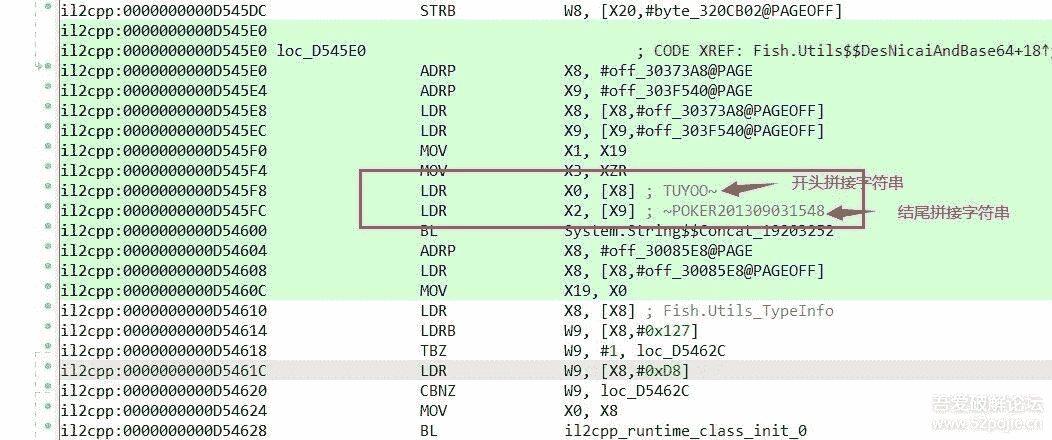 il2cpp:0000000000D545DC STRB W8, [X20,#byte_320CB02@PAGEOFF]
il2cpp:0000000000D545E0
il2cpp:0000000000D545E0 loc_D545E0 ; CODE XREF: Fish.Utils$$DesNicaiAndBase64+18↑j
il2cpp:0000000000D545E0 ADRP X8, #off_30373A8@PAGE
il2cpp:0000000000D545E4 ADRP X9, #off_303F540@PAGE
il2cpp:0000000000D545E8 LDR X8, [X8,#off_30373A8@PAGEOFF]
il2cpp:0000000000D545EC LDR X9, [X9,#off_303F540@PAGEOFF]
il2cpp:0000000000D545F0 MOV X1, X19
il2cpp:0000000000D545F4 MOV X3, XZR
il2cpp:0000000000D545F8 LDR X0, [X8] ; TUYOO~ 开头拼接字符串
il2cpp:0000000000D545FC LDR X2, [X9] ; ~POKER201309031548 结尾拼接字符串
il2cpp:0000000000D54600 BL System.String$$Concat_19203252
il2cpp:0000000000D54604 ADRP X8, #off_30085E8@PAGE
il2cpp:0000000000D54608 LDR X8, [X8,#off_30085E8@PAGEOFF]
il2cpp:0000000000D5460C MOV X19, X0
il2cpp:0000000000D54610 LDR X8, [X8] ; Fish.Utils_TypeInfo
il2cpp:0000000000D54614 LDRB W9, [X8,#0x127]
il2cpp:0000000000D54618 TBZ W9, #1, loc_D5462C
il2cpp:0000000000D5461C LDR W9, [X8,#0xD8]
il2cpp:0000000000D54620 CBNZ W9, loc_D5462C
il2cpp:0000000000D54624 MOV X0, X8
il2cpp:0000000000D54628 BL il2cpp_runtime_class_init_0
吾爱破解论坛
www.52pojie.cn